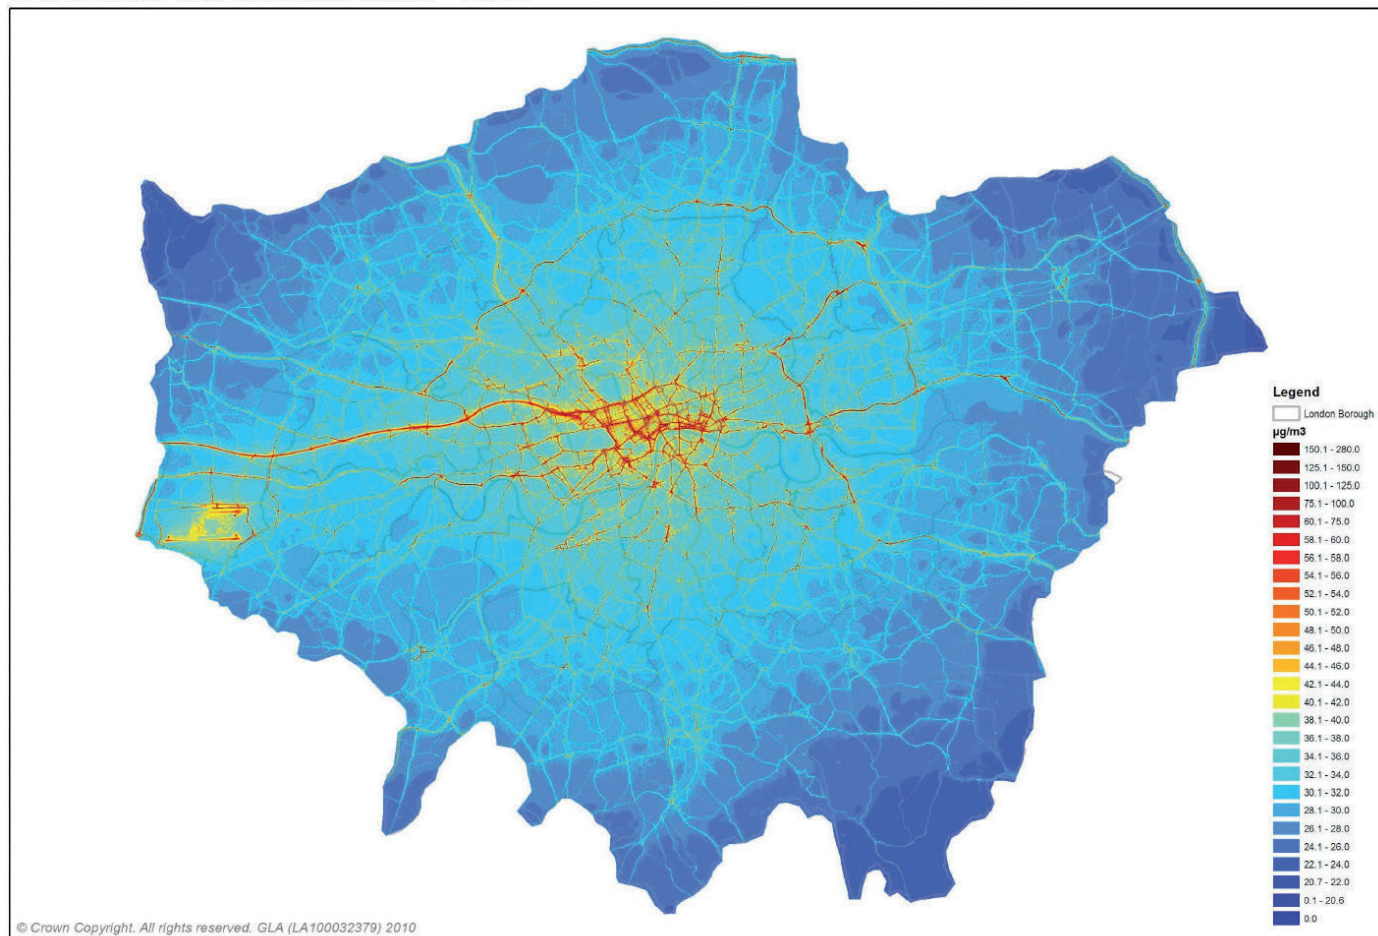 Legend
London Borough
µg/m3
150.1 - 280.0
125.1 - 150.0
100.1 - 125.0
75.1 - 100.0
60.1 - 75.0
58.1 - 60.0
56.1 - 58.0
54.1 - 56.0
52.1 - 54.0
50.1 - 52.0
48.1 - 50.0
46.1 - 48.0
44.1 - 46.0
42.1 - 44.0
40.1 - 42.0
38.1 - 40.0
36.1 - 38.0
34.1 - 36.0
32.1 - 34.0
30.1 - 32.0
28.1 - 30.0
26.1 - 28.0
24.1 - 26.0
22.1 - 24.0
20.7 - 22.0
0.1 - 20.6
0.0
© Crown Copyright. All rights reserved. GLA (LA100032379) 2010